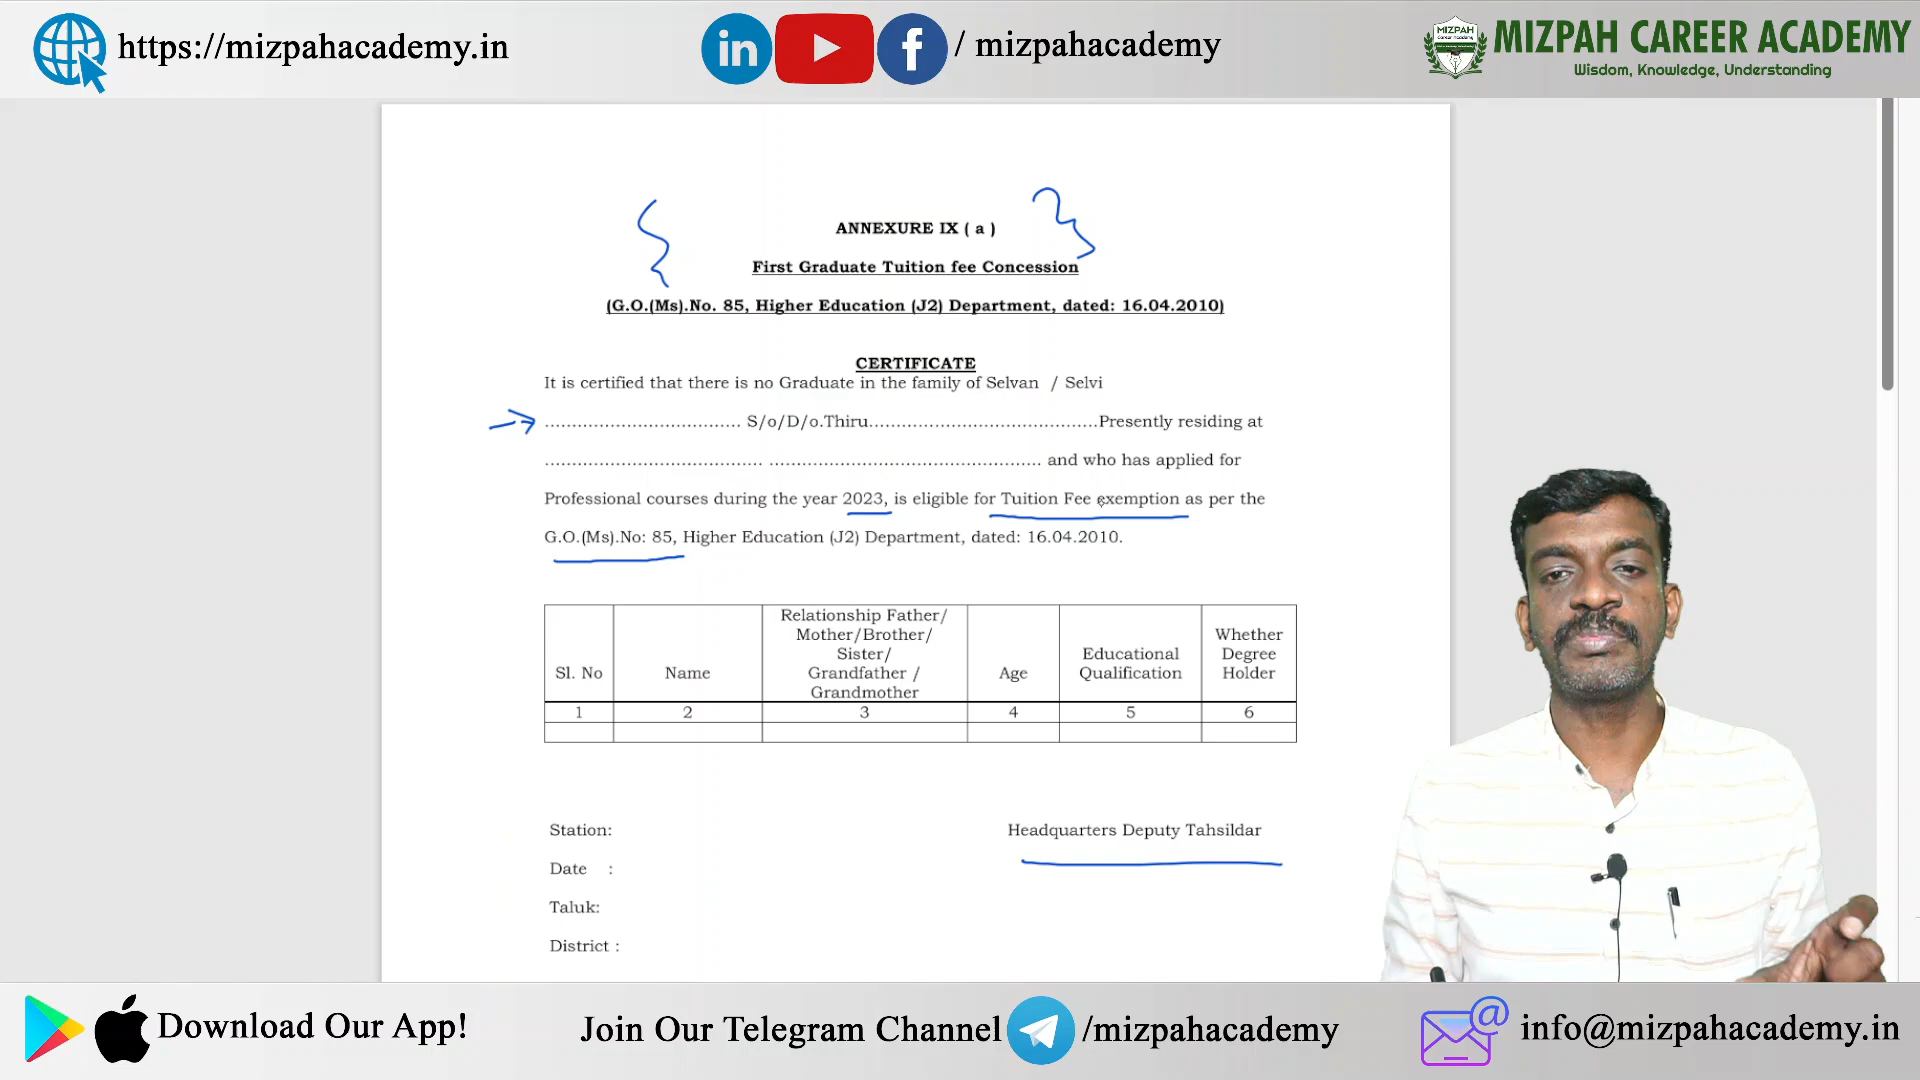 https://mizpahacademy.in
in f / mizpahacademy
MIZPAH Career Academy
MIZPAH CAREER ACADEMY
Wisdom, Knowledge, Understanding
ANNEXURE IX ( a )
First Graduate Tuition fee Concession
(G.O.(Ms).No. 85, Higher Education (J2) Department, dated: 16.04.2010)
CERTIFICATE
It is certified that there is no Graduate in the family of Selvan / Selvi
.................................... S/o/D/o.Thiru..........................................Presently residing at
........................................ .................................................. and who has applied for
Professional courses during the year 2023, is eligible for Tuition Fee exemption as per the
G.O.(Ms).No: 85, Higher Education (J2) Department, dated: 16.04.2010.
Sl. No Name Relationship Father/ Mother/Brother/ Sister/ Grandfather / Grandmother Age Educational Qualification Whether Degree Holder
1 2 3 4 5 6
Station: Headquarters Deputy Tahsildar
Date :
Taluk:
District :
Download Our App! Join Our Telegram Channel /mizpahacademy @ info@mizpahacademy.in